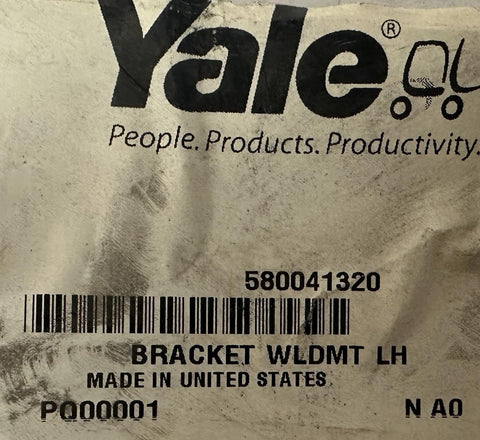 Yale®
People. Products. Productivity.
580041320
BRACKET WLDMT LH
MADE IN UNITED STATES
PQ00001 N A0